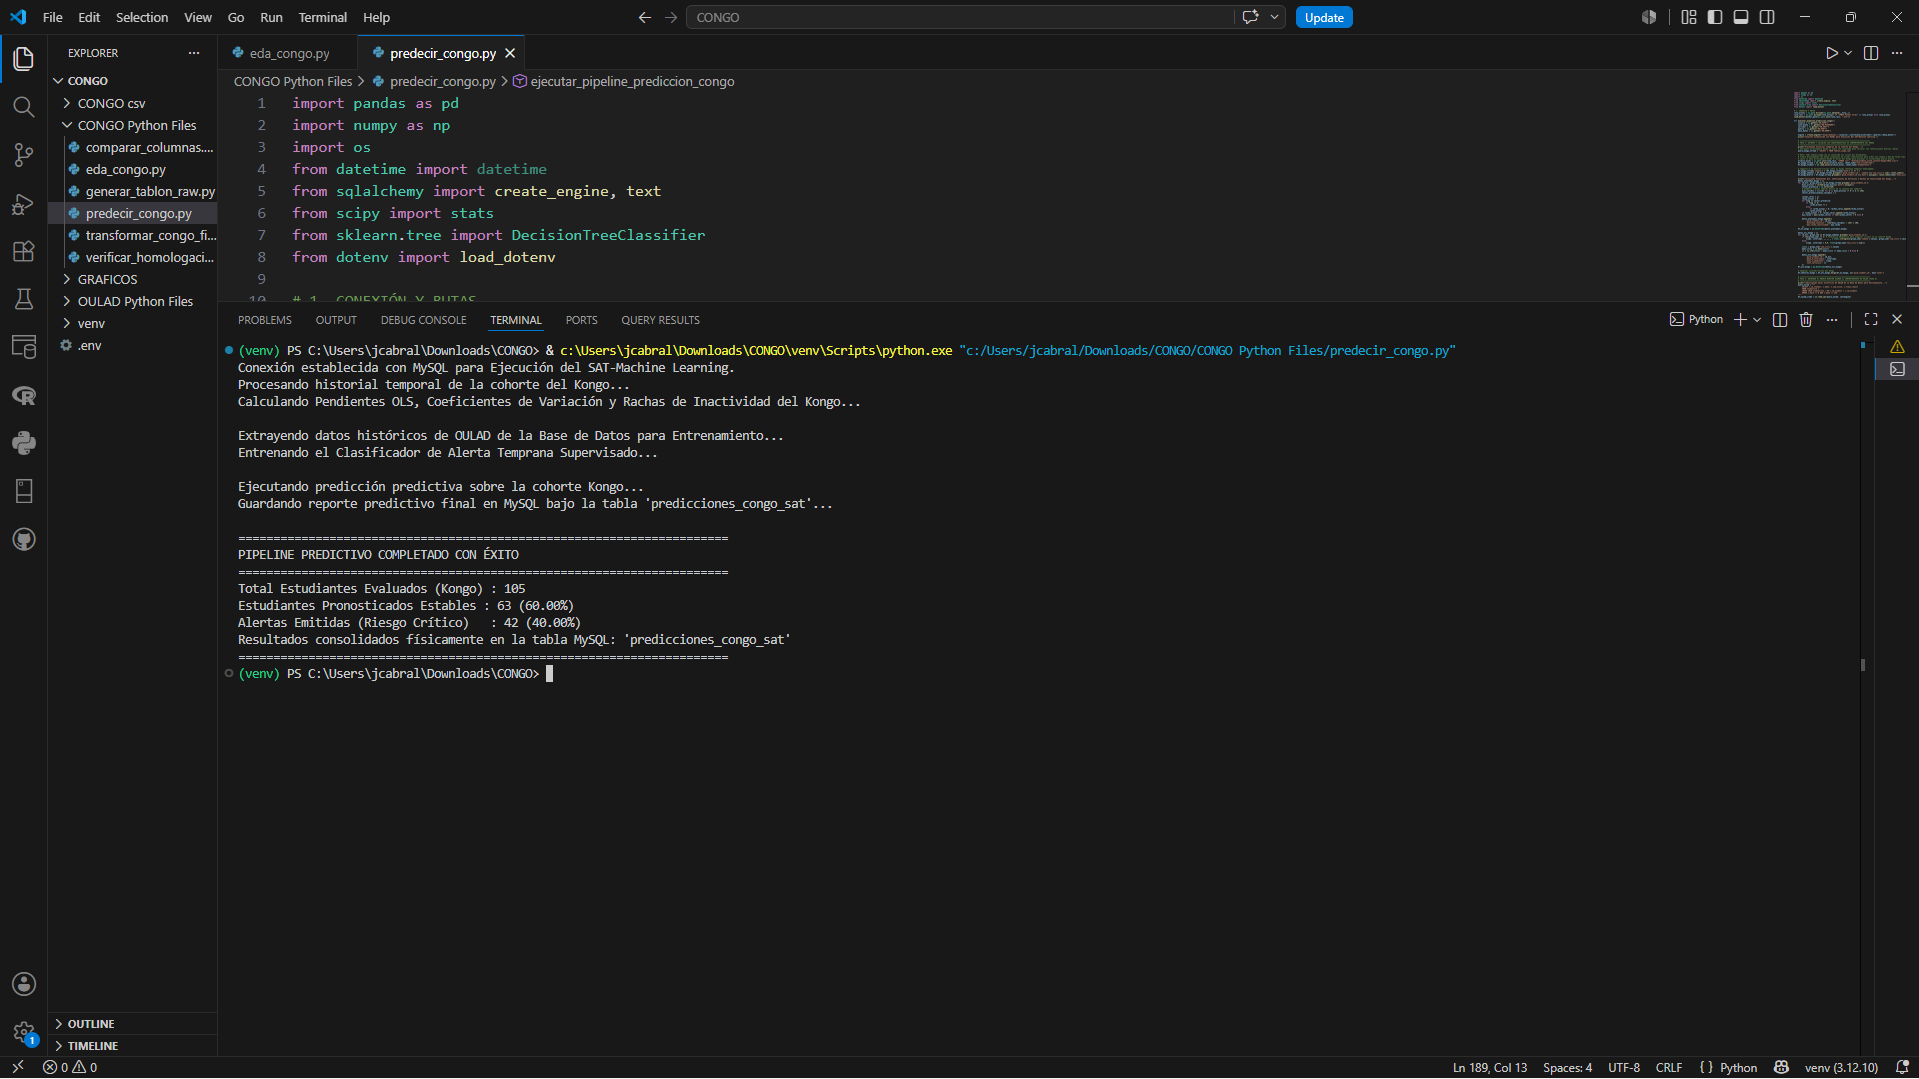 File Edit Selection View Go Run Terminal Help
CONGO
Update
EXPLORER
CONGO
CONGO csv
CONGO Python Files
comparar_columnas....
eda_congo.py
generar_tablon_raw.py
predecir_congo.py
transformar_congo_fi...
verificar_homologaci...
GRAFICOS
OULAD Python Files
venv
.env
OUTLINE
TIMELINE
1
eda_congo.py
predecir_congo.py
CONGO Python Files > predecir_congo.py > ejecutar_pipeline_prediccion_congo
1 import pandas as pd
2 import numpy as np
3 import os
4 from datetime import datetime
5 from sqlalchemy import create_engine, text
6 from scipy import stats
7 from sklearn.tree import DecisionTreeClassifier
8 from dotenv import load_dotenv
9
10 # 1. CONEXIÓN Y RUTAS
PROBLEMS OUTPUT DEBUG CONSOLE TERMINAL PORTS QUERY RESULTS
Python
(venv) PS C:\Users\jcabral\Downloads\CONGO> & c:\Users\jcabral\Downloads\CONGO\venv\Scripts\python.exe "c:/Users/jcabral/Downloads/CONGO/CONGO Python Files/predecir_congo.py"
Conexión establecida con MySQL para Ejecución del SAT-Machine Learning.
Procesando historial temporal de la cohorte del Kongo...
Calculando Pendientes OLS, Coeficientes de Variación y Rachas de Inactividad del Kongo...
Extrayendo datos históricos de OULAD de la Base de Datos para Entrenamiento...
Entrenando el Clasificador de Alerta Temprana Supervisado...
Ejecutando predicción predictiva sobre la cohorte Kongo...
Guardando reporte predictivo final en MySQL bajo la tabla 'predicciones_congo_sat'...
======================================================================
PIPELINE PREDICTIVO COMPLETADO CON ÉXITO
======================================================================
Total Estudiantes Evaluados (Kongo) : 105
Estudiantes Pronosticados Estables : 63 (60.00%)
Alertas Emitidas (Riesgo Crítico)   : 42 (40.00%)
Resultados consolidados físicamente en la tabla MySQL: 'predicciones_congo_sat'
======================================================================
(venv) PS C:\Users\jcabral\Downloads\CONGO>
0 0
Ln 189, Col 13 Spaces: 4 UTF-8 CRLF { } Python venv (3.12.10)